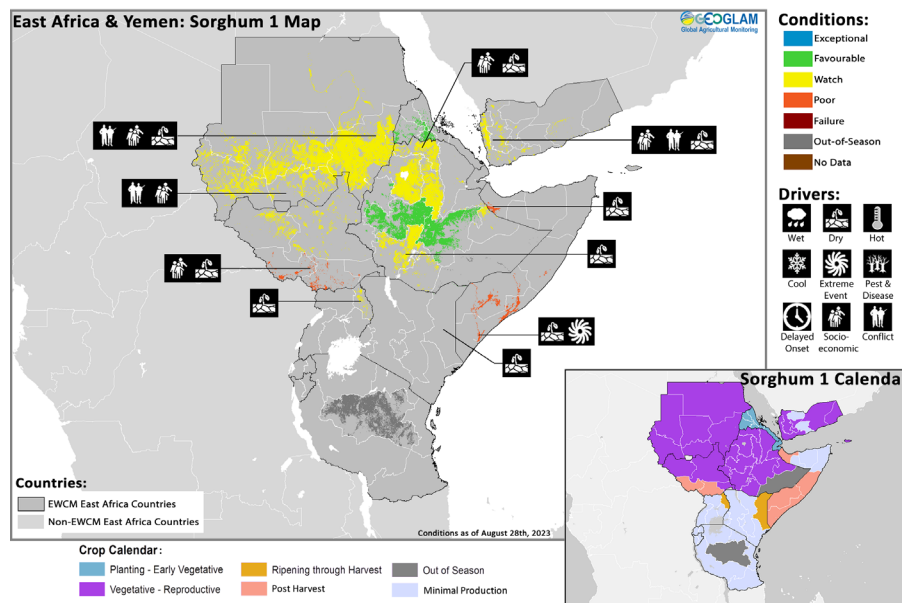 East Africa & Yemen: Sorghum 1 Map
GEOGLAM
Global Agricultural Monitoring
Conditions:
Exceptional
Favourable
Watch
Poor
Failure
Out-of-Season
No Data
Drivers:
Wet
Dry
Hot
Cool
Extreme
Event
Pest &
Disease
Delayed
Onset
Socio-
economic
Conflict
Countries:
EWCM East Africa Countries
Non-EWCM East Africa Countries
Conditions as of August 28th, 2023
Sorghum 1 Calenda
Crop Calendar:
Planting - Early Vegetative
Vegetative - Reproductive
Ripening through Harvest
Post Harvest
Out of Season
Minimal Production